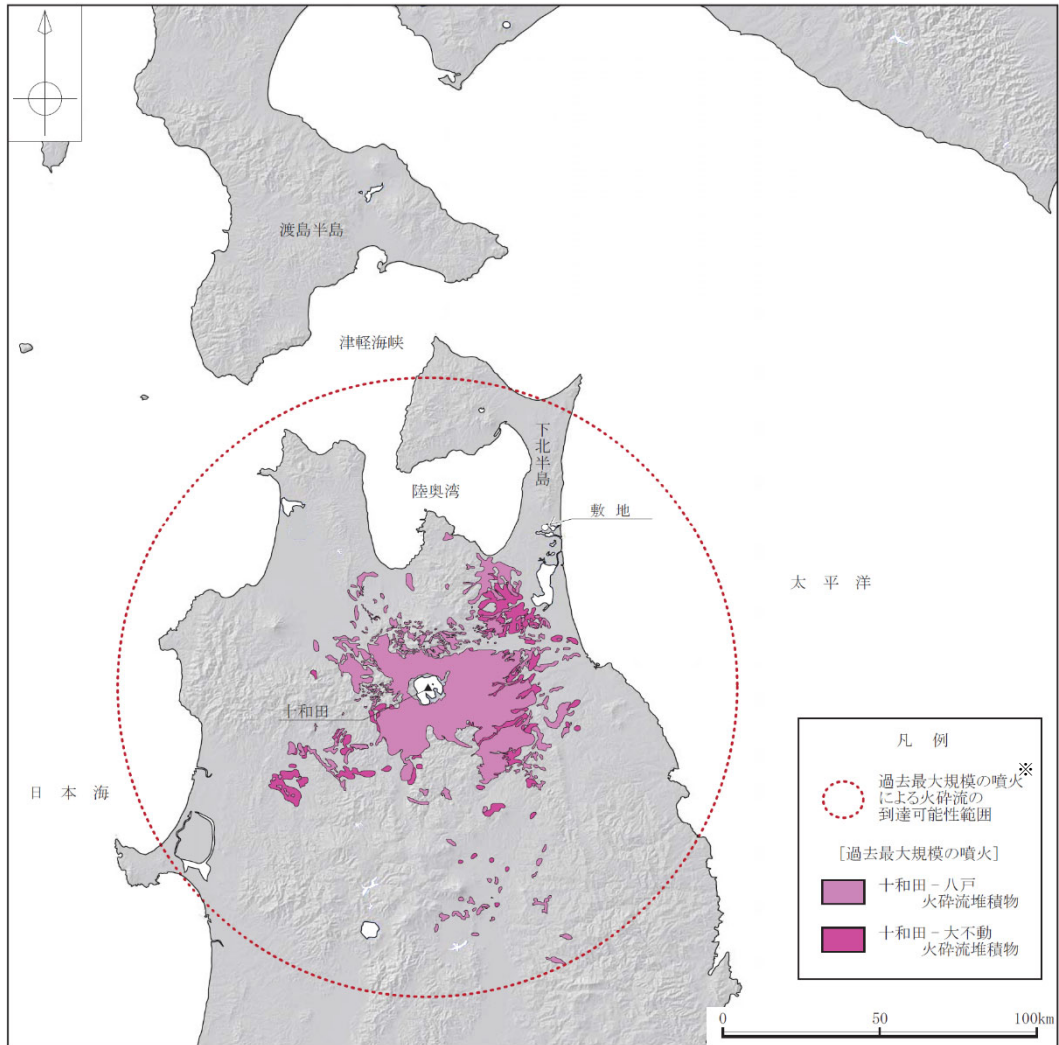 渡島半島
津軽海峡
下北半島
陸奥湾
敷地
太平洋
十和田
日本海
凡例
過去最大規模の噴火※
による火砕流の
到達可能性範囲
[過去最大規模の噴火]
十和田-八戸
火砕流堆積物
十和田-大不動
火砕流堆積物
0 50 100km